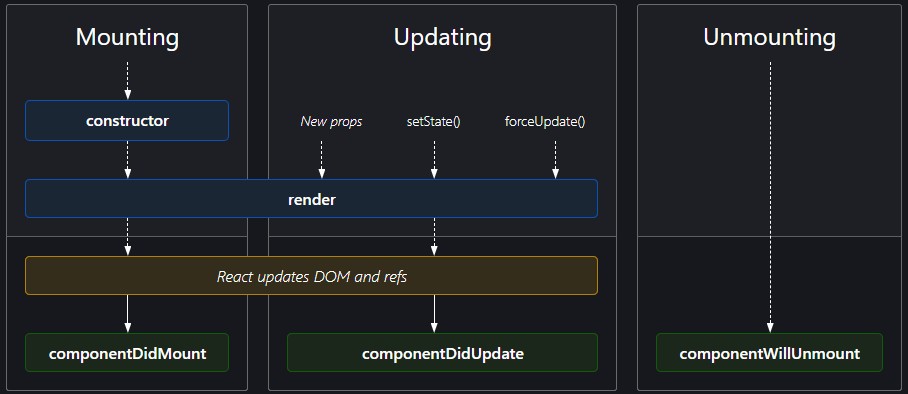 Mounting
Updating
Unmounting
constructor
New props
setState()
forceUpdate()
render
React updates DOM and refs
componentDidMount
componentDidUpdate
componentWillUnmount